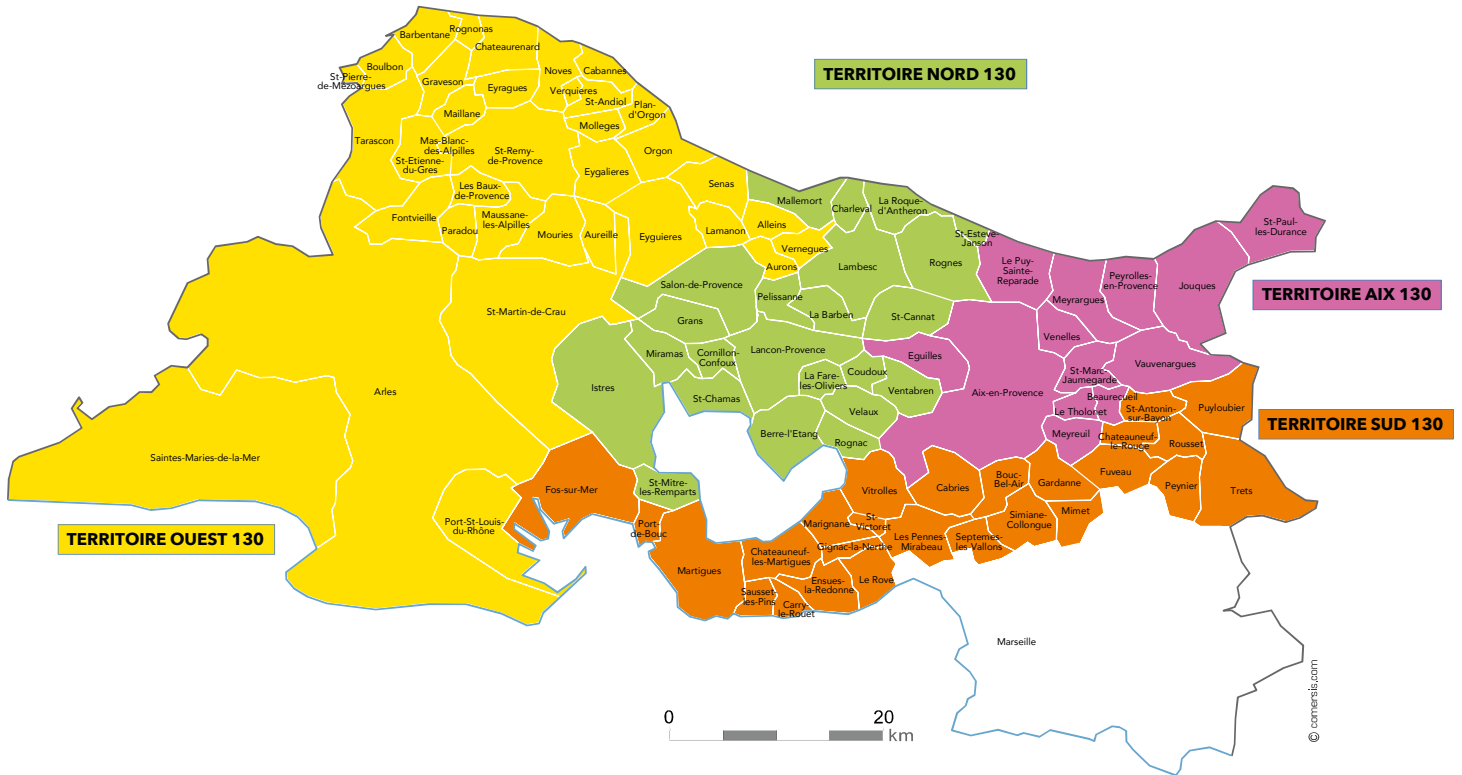 Rognonas
Barbentane
Chateaurenard
Boulbon
Noves
Cabannes
St-Pierre-
de-Mézoargues
Graveson
Eyragues
Verquieres
St-Andiol
Plan-
d'Orgon
Maillane
Molleges
Tarascon
Mas-Blanc-
des-Alpilles
St-Etienne-
du-Gres
St-Remy-
de-Provence
Orgon
Eygalieres
Senas
Les Baux-
de-Provence
Fontvieille
Paradou
Maussane-
les-Alpilles
Mouries
Aureille
Eyguieres
Lamanon
Alleins
Vernegues
Aurons
St-Martin-de-Crau
Arles
Saintes-Maries-de-la-Mer
Port-St-Louis-
du-Rhône
TERRITOIRE OUEST 130
TERRITOIRE NORD 130
Mallemort
Charleval
La Roque-
d'Antheron
St-Esteve-
Janson
Rognes
Lambesc
Salon-de-Provence
Pelissanne
La Barben
St-Cannat
Grans
Miramas
Cornillon-
Confoux
Lancon-Provence
Istres
St-Chamas
La Fare-
les-Oliviers
Coudoux
Ventabren
Velaux
Berre-l'Etang
Rognac
St-Mitre-
les-Remparts
St-Paul-
les-Durance
Le Puy-
Sainte-
Reparade
Meyrargues
Peyrolles-
en-Provence
Jouques
TERRITOIRE AIX 130
Venelles
Eguilles
Aix-en-Provence
St-Marc-
Jaumegarde
Vauvenargues
Beaurecueil
Le Tholonet
Meyreuil
St-Antonin-
sur-Bayon
Puyloubier
TERRITOIRE SUD 130
Chateauneuf-
le-Rouge
Rousset
Fuveau
Peynier
Trets
Fos-sur-Mer
Port-
de-Bouc
Martigues
Vitrolles
Cabries
Bouc-
Bel-Air
Gardanne
Mimet
Simiane-
Collongue
Marignane
St-
Victoret
Gignac-la-Nerthe
Les Pennes-
Mirabeau
Septemes-
les-Vallons
Chateauneuf-
les-Martigues
Ensues-
la-Redonne
Le Rove
Sausset-
les-Pins
Carry-
le-Rouet
Marseille
0 20
km
© comersis.com